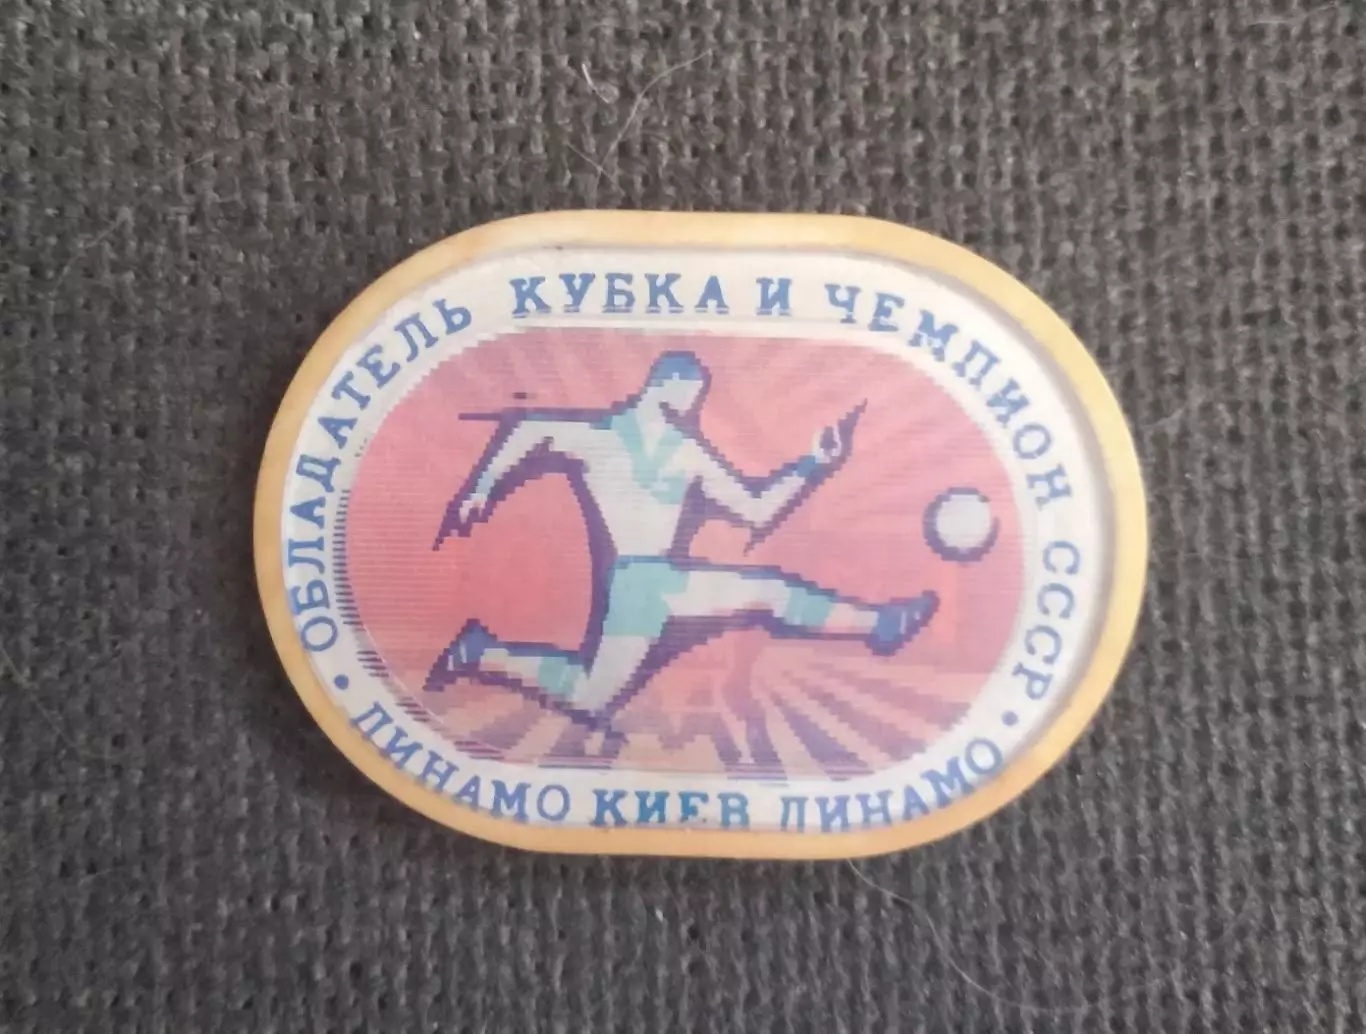 ОБЛАДАТЕЛЬ КУБКА И ЧЕМПИОН СССР
• ДИНАМО КИЕВ ДИНАМО •